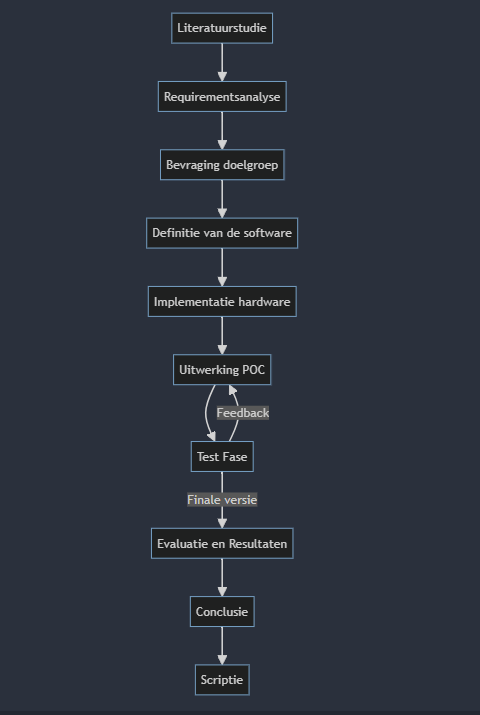 Literatuurstudie
Requirementsanalyse
Bevraging doelgroep
Definitie van de software
Implementatie hardware
Uitwerking POC
Feedback
Test Fase
Finale versie
Evaluatie en Resultaten
Conclusie
Scriptie